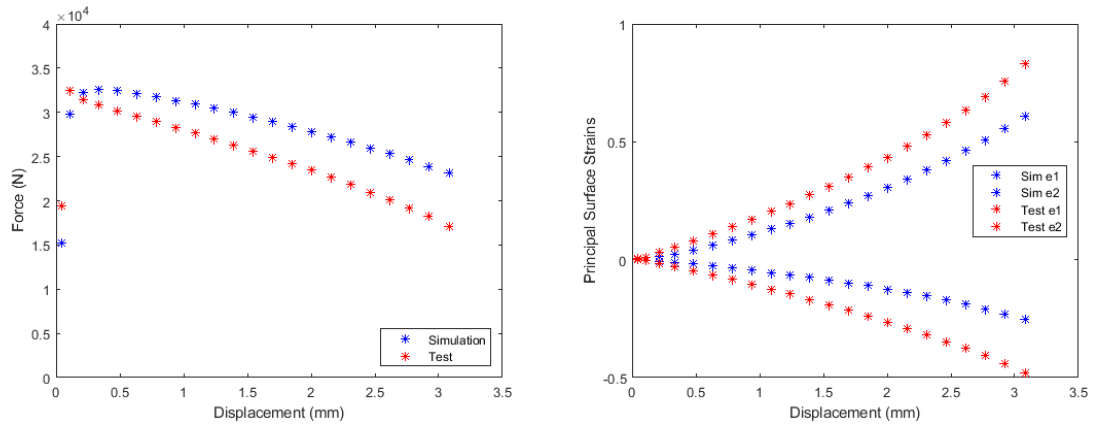 ×10⁴
4
3.5
3
2.5
2
1.5
1
0.5
0
Force (N)
0 0.5 1 1.5 2 2.5 3 3.5
Displacement (mm)
Simulation
Test
1
0.5
0
-0.5
Principal Surface Strains
0 0.5 1 1.5 2 2.5 3 3.5
Displacement (mm)
Sim e1
Sim e2
Test e1
Test e2